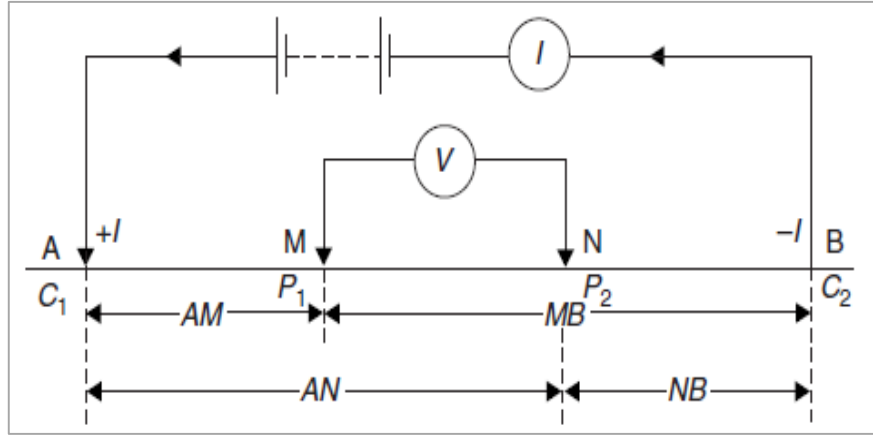 I
V
A +I M N –I B
C1 P1 P2 C2
AM MB
AN NB